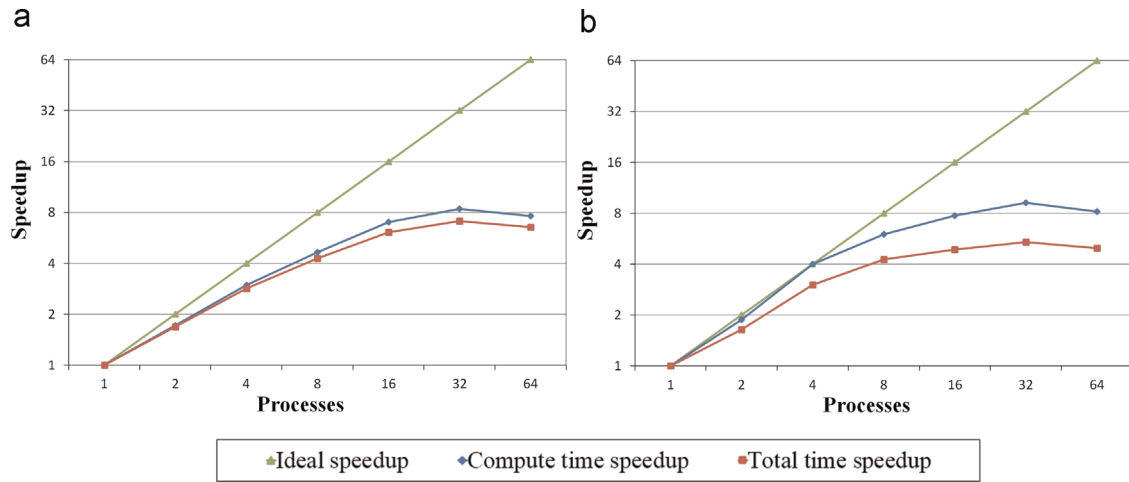 a
Speedup
64
32
16
8
4
2
1
1 2 4 8 16 32 64
Processes
b
Speedup
64
32
16
8
4
2
1
1 2 4 8 16 32 64
Processes
Ideal speedup Compute time speedup Total time speedup